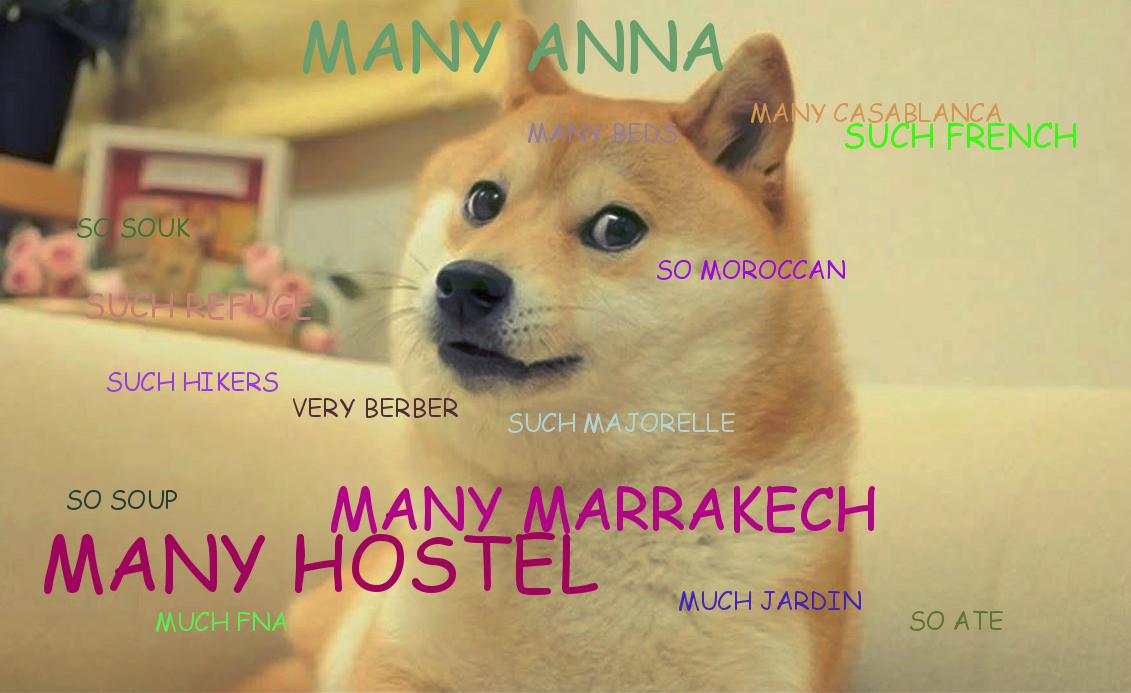 MANY ANNA
MANY CASABLANCA
MANY BEDS
SUCH FRENCH
SO SOUK
SO MOROCCAN
SUCH REFUGE
SUCH HIKERS
VERY BERBER
SUCH MAJORELLE
SO SOUP
MANY MARRAKECH
MANY HOSTEL
MUCH JARDIN
MUCH FNA
SO ATE